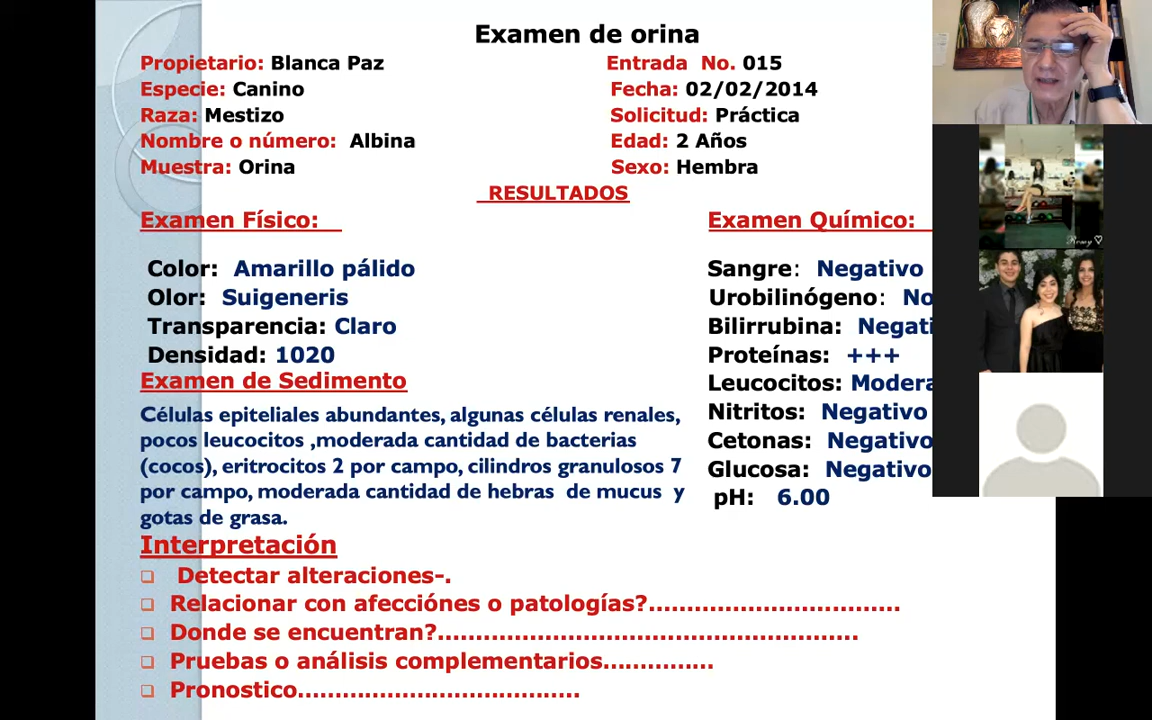 Examen de orina
Propietario: Blanca Paz
Entrada No. 015
Especie: Canino
Fecha: 02/02/2014
Raza: Mestizo
Solicitud: Práctica
Nombre o número: Albina
Edad: 2 Años
Muestra: Orina
Sexo: Hembra
RESULTADOS
Examen Físico:
Examen Químico:
Color: Amarillo pálido
Olor: Suigeneris
Transparencia: Claro
Densidad: 1020
Sangre: Negativo
Urobilinógeno: No
Bilirrubina: Negati
Proteínas: +++
Leucocitos: Modera
Nitritos: Negativo
Cetonas: Negativo
Glucosa: Negativo
pH: 6.00
Examen de Sedimento
Células epiteliales abundantes, algunas células renales,
pocos leucocitos ,moderada cantidad de bacterias
(cocos), eritrocitos 2 por campo, cilindros granulosos 7
por campo, moderada cantidad de hebras de mucus y
gotas de grasa.
Interpretación
❑ Detectar alteraciones-.
❑ Relacionar con afecciónes o patologías?..................................
❑ Donde se encuentran?........................................................
❑ Pruebas o análisis complementarios...............
❑ Pronostico......................................